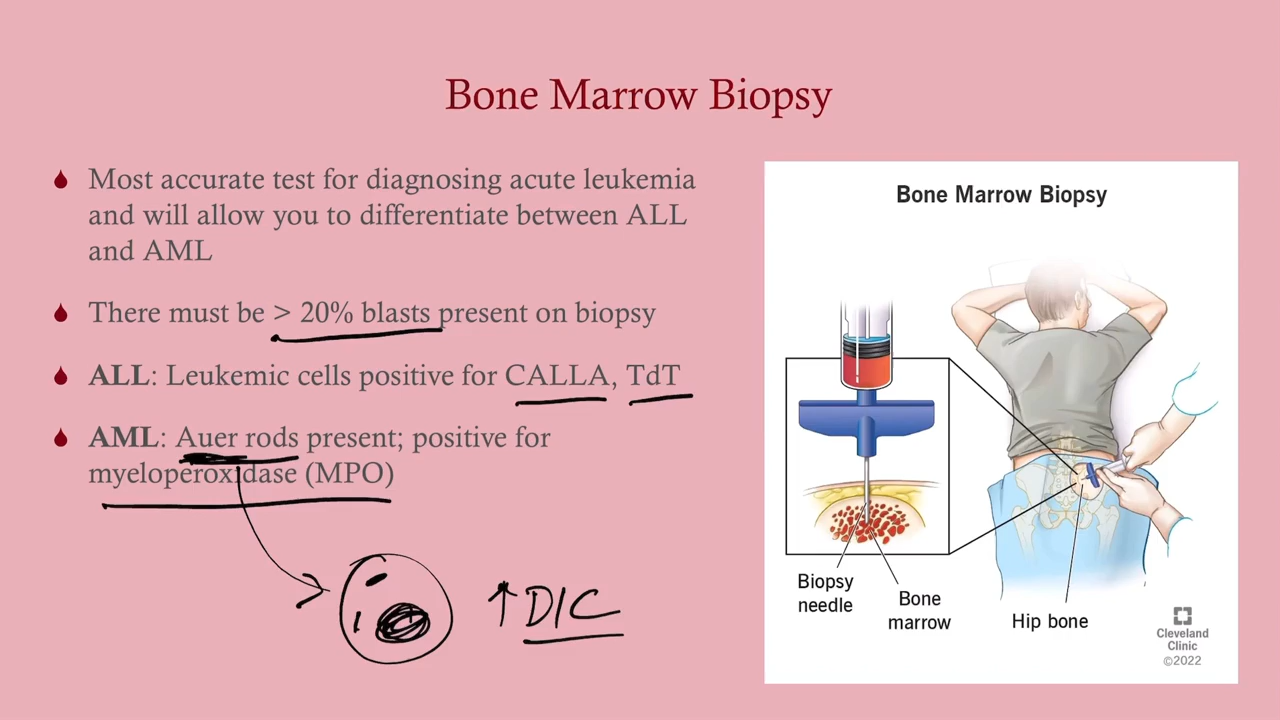 Bone Marrow Biopsy
Most accurate test for diagnosing acute leukemia
and will allow you to differentiate between ALL
and AML
There must be > 20% blasts present on biopsy
ALL: Leukemic cells positive for CALLA, TdT
AML: Auer rods present; positive for
myeloperoxidase (MPO)
↑ DIC
Bone Marrow Biopsy
Biopsy
needle
Bone
marrow
Hip bone
Cleveland
Clinic
©2022